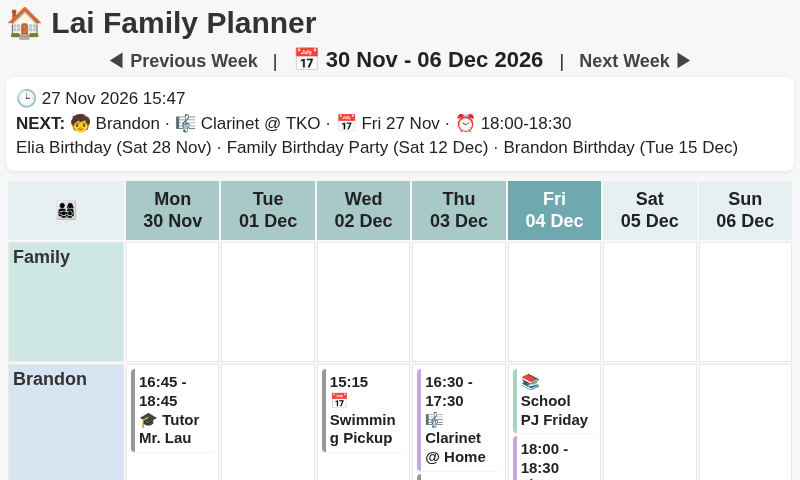 🏠 Lai Family Planner
◀ Previous Week | 📅 30 Nov - 06 Dec 2026 | Next Week ▶
🕒 27 Nov 2026 15:47
NEXT: 🧒 Brandon · 🎼 Clarinet @ TKO · 📅 Fri 27 Nov · ⏰ 18:00-18:30
Elia Birthday (Sat 28 Nov) · Family Birthday Party (Sat 12 Dec) · Brandon Birthday (Tue 15 Dec)
Mon Tue Wed Thu Fri Sat Sun
30 Nov 01 Dec 02 Dec 03 Dec 04 Dec 05 Dec 06 Dec
Family
Brandon
16:45 -
18:45
🎓 Tutor
Mr. Lau
15:15
📅
Swimmin
g Pickup
16:30 -
17:30
🎼
Clarinet
@ Home
📚
School
PJ Friday
18:00 -
18:30